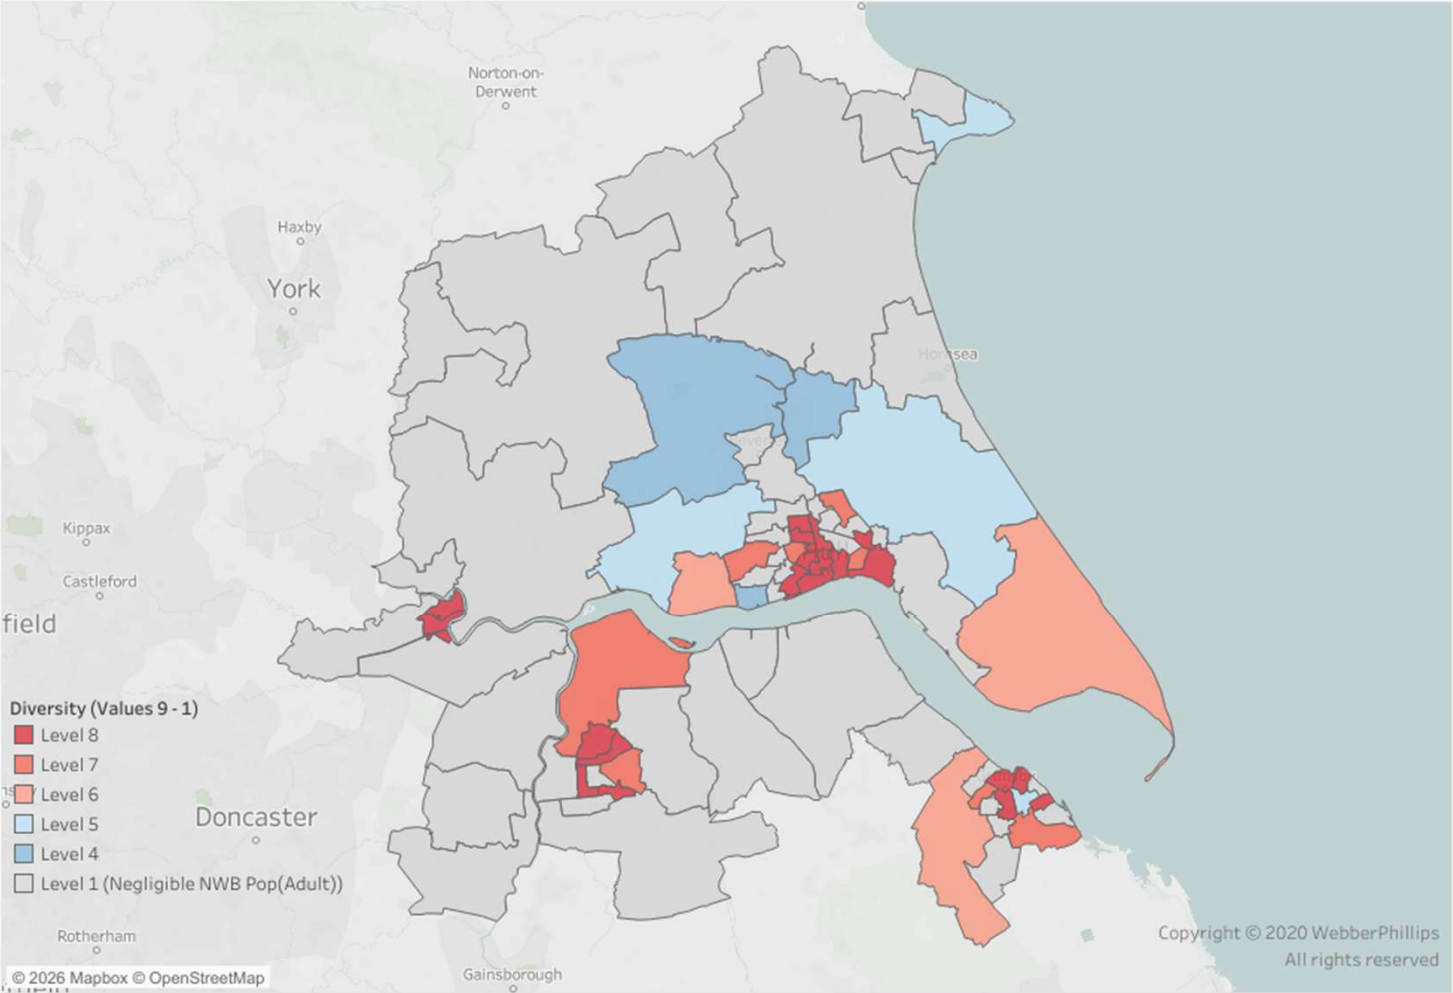 Norton-on-
Derwent
Haxby
York
Hornsea
Kippax
Castleford
field
Diversity (Values 9 - 1)
Level 8
Level 7
Level 6
Level 5
Level 4
Level 1 (Negligible NWB Pop(Adult))
Doncaster
Rotherham
Gainsborough
Copyright © 2020 WebberPhillips
All rights reserved
© 2026 Mapbox © OpenStreetMap